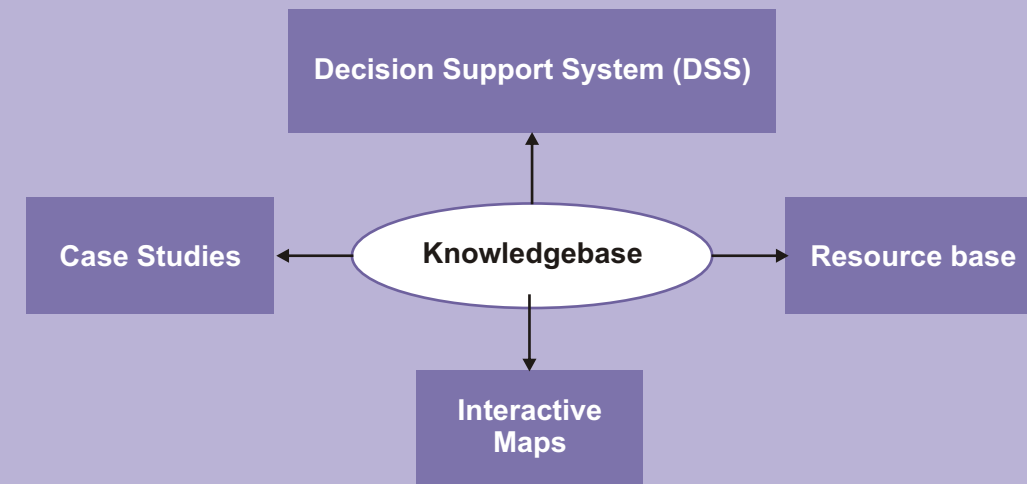 Decision Support System (DSS)
Case Studies
Knowledgebase
Resource base
Interactive
Maps